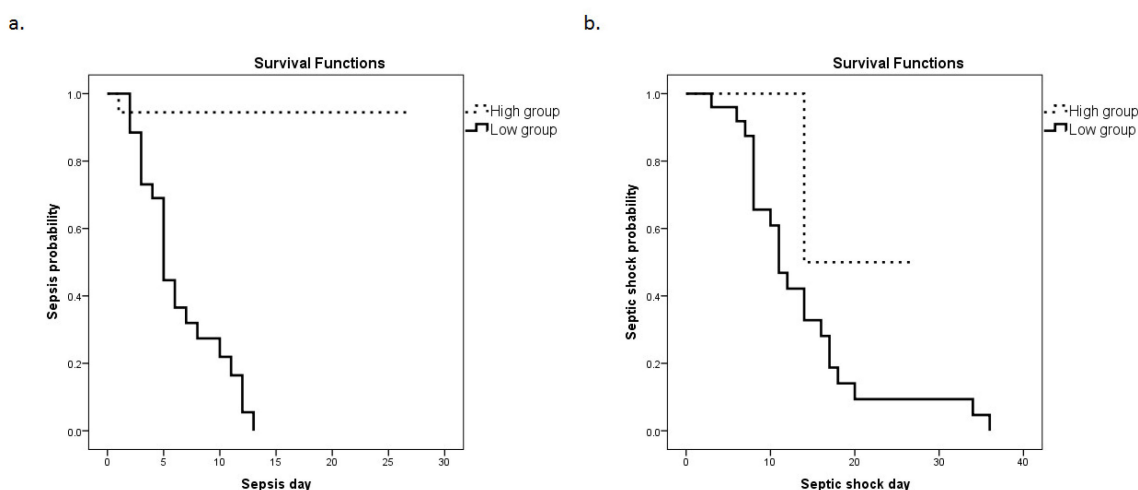 a.
Survival Functions
High group
Low group
Sepsis probability
1.0
0.8
0.6
0.4
0.2
0.0
0
5
10
15
20
25
30
Sepsis day
b.
Survival Functions
High group
Low group
Septic shock probability
1.0
0.8
0.6
0.4
0.2
0.0
0
10
20
30
40
Septic shock day